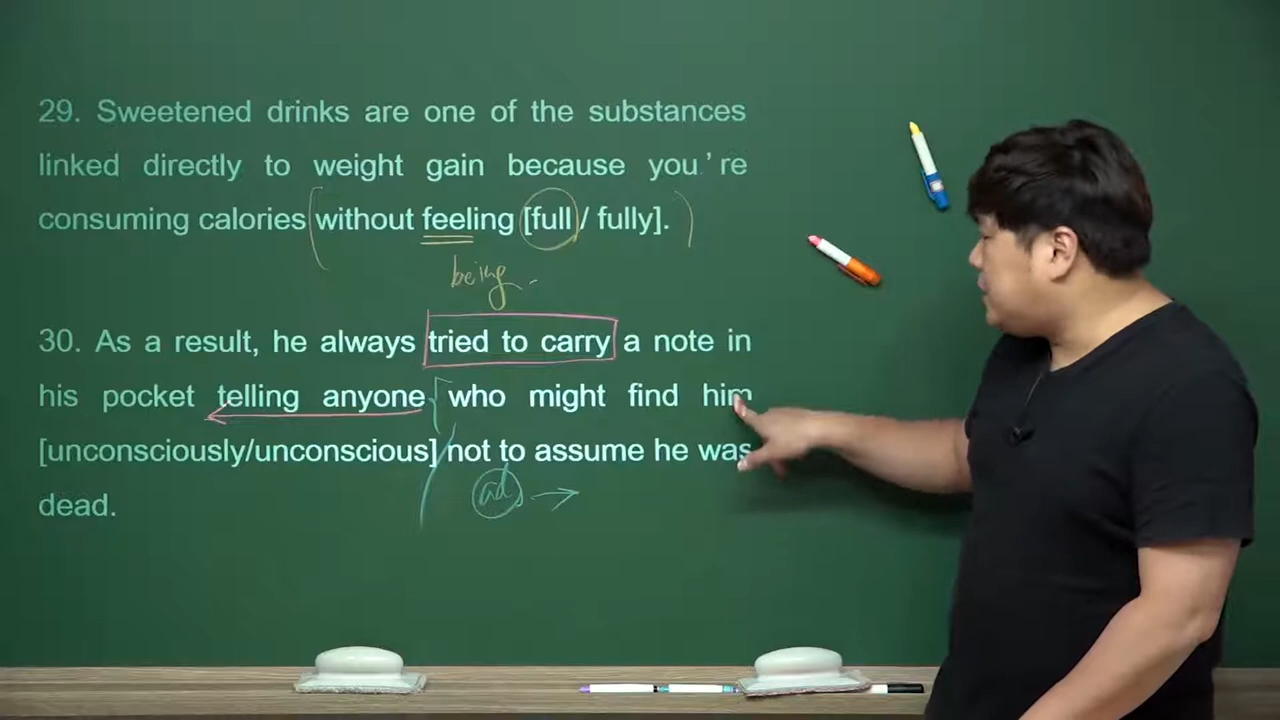 29. Sweetened drinks are one of the substances
linked directly to weight gain because you're
consuming calories (without feeling [full / fully].)
being
30. As a result, he always tried to carry a note in
his pocket telling anyone who might find him
[unconsciously/unconscious] not to assume he was
ad
dead.